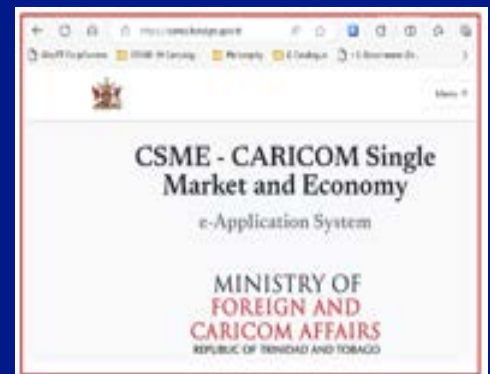 Menu
CSME - CARICOM Single
Market and Economy
e-Application System
MINISTRY OF
FOREIGN AND
CARICOM AFFAIRS
REPUBLIC OF TRINIDAD AND TOBAGO